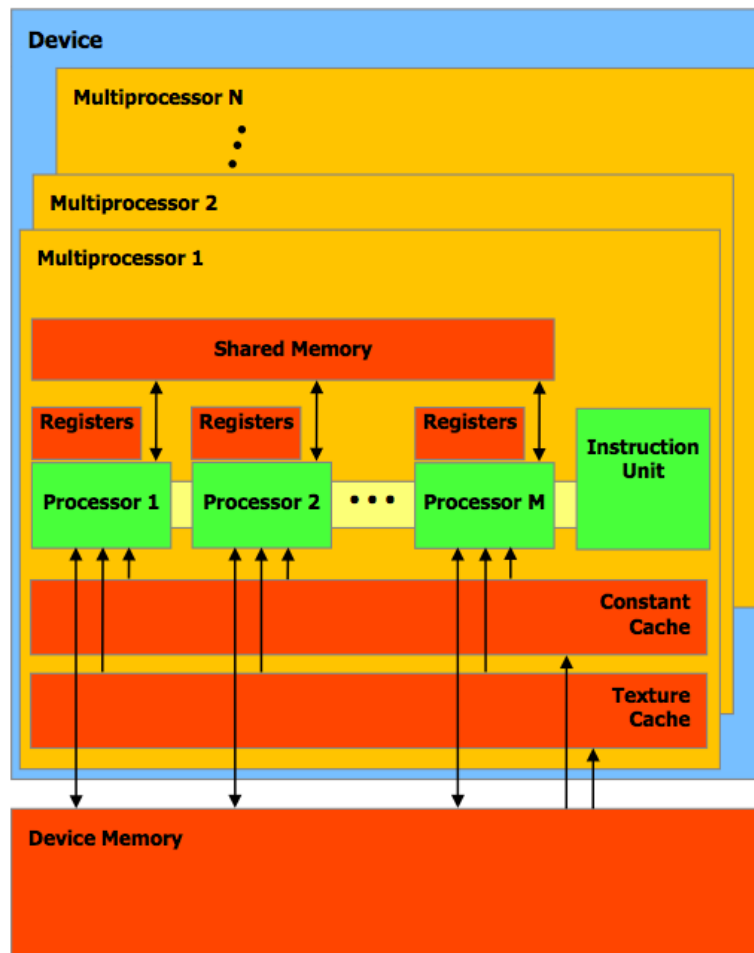 Device
Multiprocessor N
Multiprocessor 2
Multiprocessor 1
Shared Memory
Registers
Registers
Registers
Instruction
Unit
Processor 1
Processor 2
Processor M
Constant
Cache
Texture
Cache
Device Memory